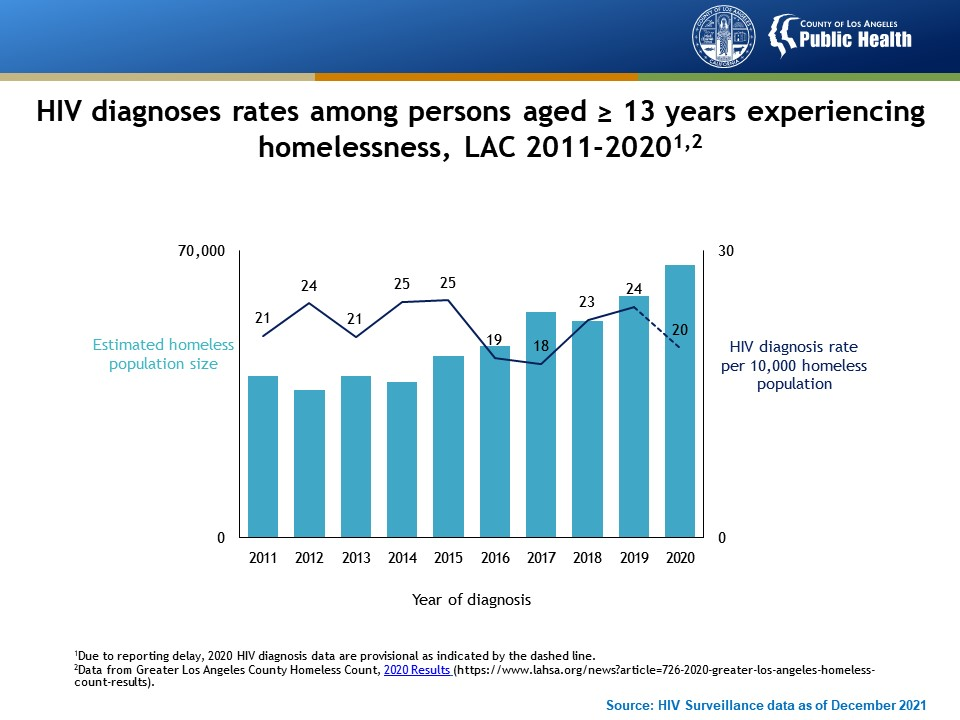 COUNTY OF LOS ANGELES
CALIFORNIA
COUNTY OF LOS ANGELES
Public Health
HIV diagnoses rates among persons aged ≥ 13 years experiencing
homelessness, LAC 2011-2020¹,²
70,000
30
24
25
25
21
21
19
18
23
24
20
Estimated homeless
population size
HIV diagnosis rate
per 10,000 homeless
population
0
0
2011 2012 2013 2014 2015 2016 2017 2018 2019 2020
Year of diagnosis
¹Due to reporting delay, 2020 HIV diagnosis data are provisional as indicated by the dashed line.
²Data from Greater Los Angeles County Homeless Count, 2020 Results (https://www.lahsa.org/news?article=726-2020-greater-los-angeles-homeless-
count-results).
Source: HIV Surveillance data as of December 2021